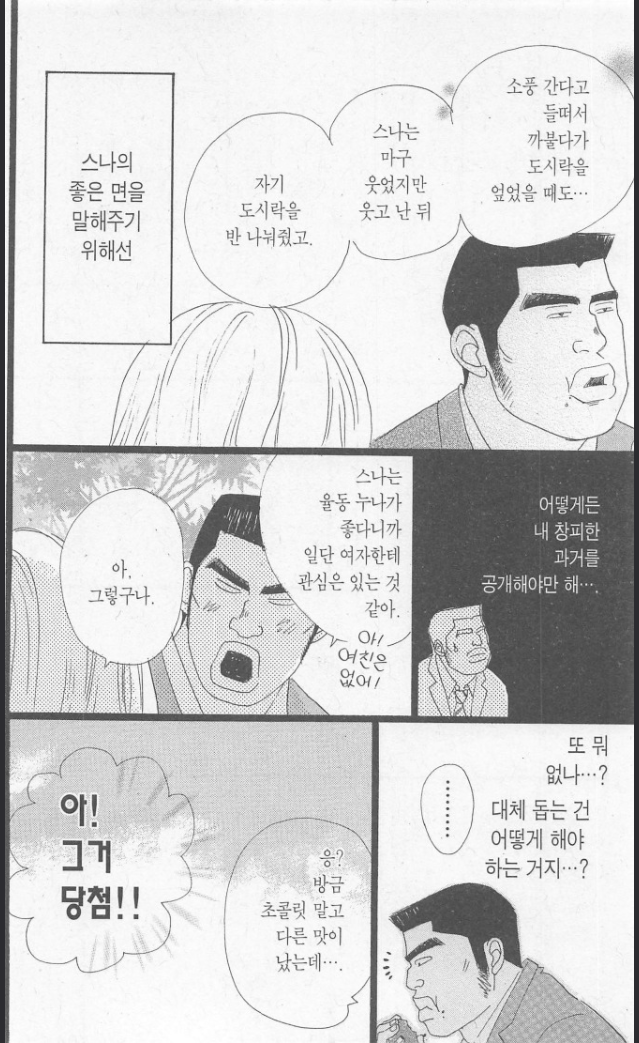 소풍 간다고
들떠서
까불다가
도시락을
엎었을 때도…
스나는
마구
웃었지만
웃고 난 뒤
자기
도시락을
반 나눠줬고.
스나의
좋은 면을
말해주기
위해선
어떻게든
내 창피한
과거를
공개해야만 해….
스나는
율동 누나가
좋다니까
일단 여자한테
관심은 있는 것
같아.
아!
여친은
없어!
아.
그렇구나.
또 뭐
없나…?
대체 돕는 건
어떻게 해야
하는 거지…?
………
응?
방금
초콜릿 말고
다른 맛이
났는데….
아!
그거
당첨!!